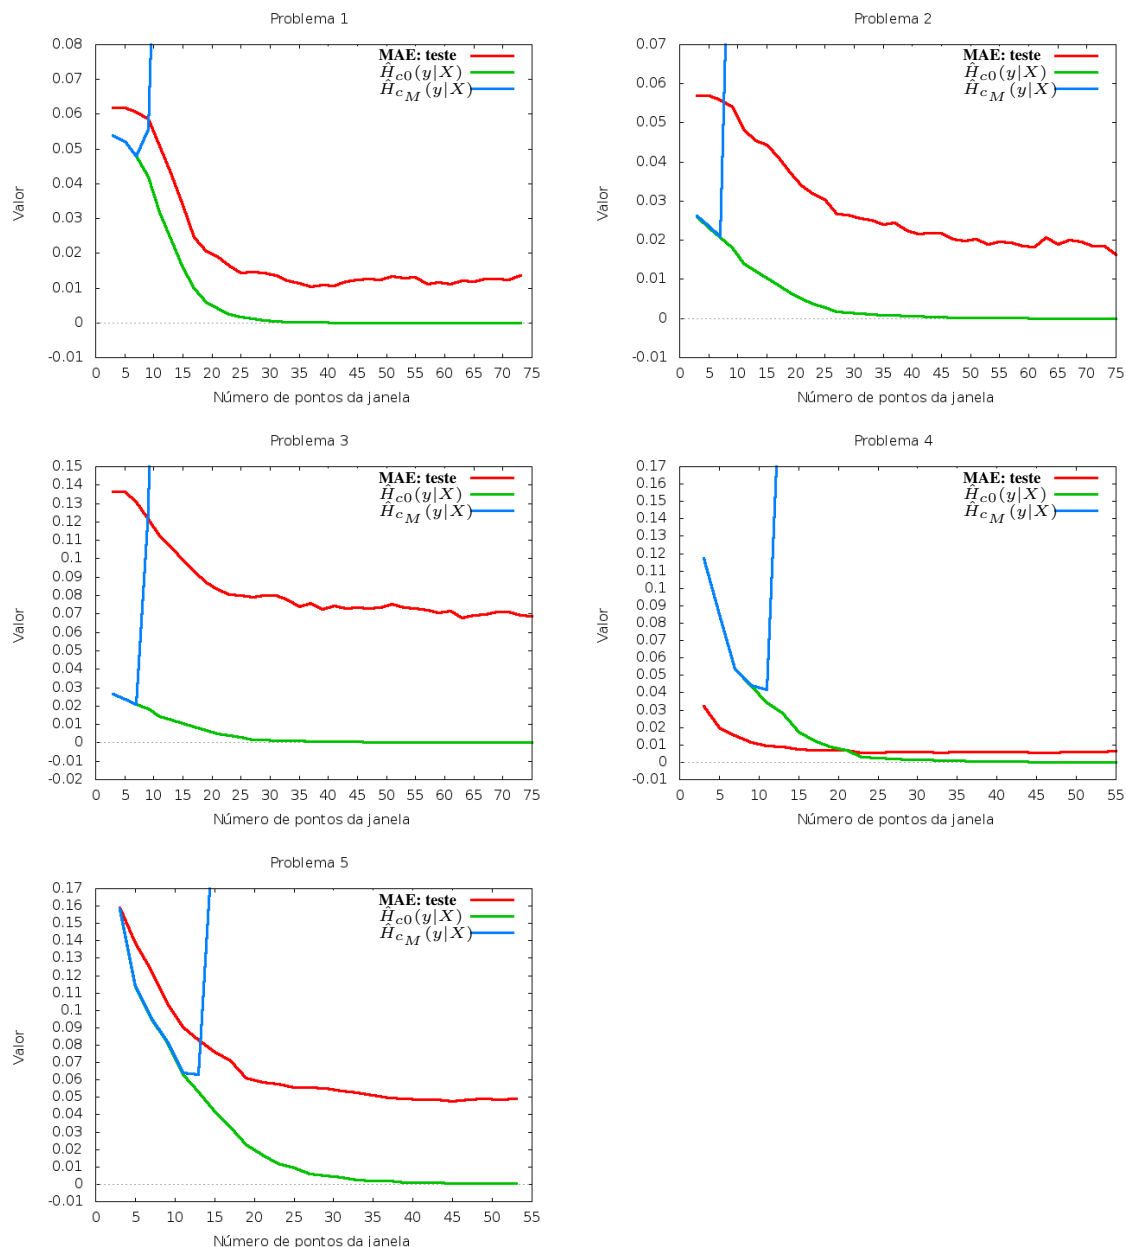 Problema 1
MAE: teste
Ĥc0(y|X)
ĤcM(y|X)
0.08
0.07
0.06
0.05
0.04
0.03
0.02
0.01
0
-0.01
Valor
0 5 10 15 20 25 30 35 40 45 50 55 60 65 70 75
Número de pontos da janela
Problema 2
MAE: teste
Ĥc0(y|X)
ĤcM(y|X)
0.07
0.06
0.05
0.04
0.03
0.02
0.01
0
-0.01
Valor
0 5 10 15 20 25 30 35 40 45 50 55 60 65 70 75
Número de pontos da janela
Problema 3
MAE: teste
Ĥc0(y|X)
ĤcM(y|X)
0.15
0.14
0.13
0.12
0.11
0.1
0.09
0.08
0.07
0.06
0.05
0.04
0.03
0.02
0.01
0
-0.01
-0.02
Valor
0 5 10 15 20 25 30 35 40 45 50 55 60 65 70 75
Número de pontos da janela
Problema 4
MAE: teste
Ĥc0(y|X)
ĤcM(y|X)
0.17
0.16
0.15
0.14
0.13
0.12
0.11
0.1
0.09
0.08
0.07
0.06
0.05
0.04
0.03
0.02
0.01
0
-0.01
Valor
0 5 10 15 20 25 30 35 40 45 50 55
Número de pontos da janela
Problema 5
MAE: teste
Ĥc0(y|X)
ĤcM(y|X)
0.17
0.16
0.15
0.14
0.13
0.12
0.11
0.1
0.09
0.08
0.07
0.06
0.05
0.04
0.03
0.02
0.01
0
-0.01
Valor
0 5 10 15 20 25 30 35 40 45 50 55
Número de pontos da janela